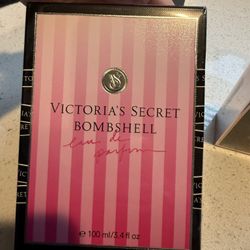 VS
VICTORIA'S SECRET
BOMBSHELL
eau de
parfum
e 100 ml/3.4 fl oz